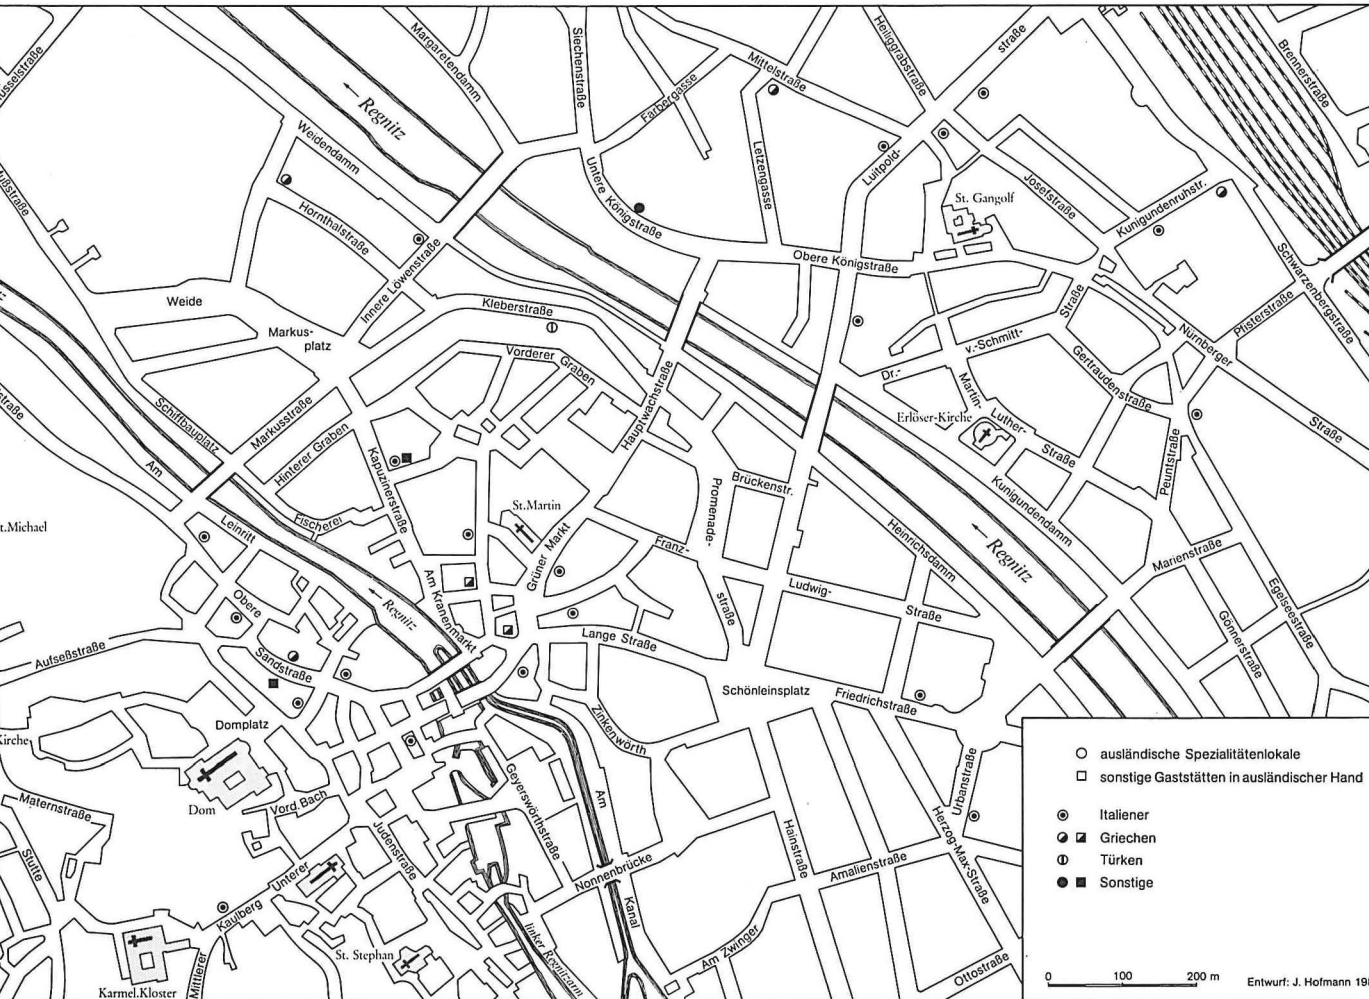 Margaretendamm
Siechenstraße
Mittelstraße
Heiliggrabstraße
straße
Brennerstraße
Regnitz
Färbergasse
Weidendamm
Letzengasse
Luitpold-
Untere Königstraße
Josefstraße
St. Gangolf
Kunigundenruhstr.
Hornthalstraße
Obere Königstraße
Innere Löwenstraße
Schwarzenbergstraße
Weide
Kleberstraße
Straße
Pfisterstraße
Markus-
platz
Nürnberger
Straße
v.-Schmitt-
Dr.-
Vorderer Graben
Gertraudenstraße
Hauptwachstraße
Martin-
Luther-
Straße
Erlöser-Kirche
Schiffbauplatz
Markusstraße
Hinterer Graben
Kapuzinerstraße
Am
Leinritt
Peuntstraße
Brückenstr.
Promenade-
Kunigundendamm
St.Martin
Fischerei
t.Michael
Grüner Markt
Franz-
Ludwig-
Straße
straße
Heinrichsdamm
Regnitz
Marienstraße
Am Kranenmarkt
Regnitz
Egelseestraße
Gönnerstraße
Obere
Sandstraße
Lange Straße
Aufseßstraße
Schönleinsplatz
Friedrichstraße
Domplatz
Zinkenwörth
Kirche
Dom
Vord. Bach
Geyerswörthstraße
Am
Kanal
Urbanstraße
Herzog-Max-Straße
Maternstraße
Judenstraße
Hainstraße
Amalienstraße
Stutte
Unterer
Kaulberg
Nonnenbrücke
linker Regnitzarm
St. Stephan
Am Zwinger
Ottostraße
Mittlerer
Karmel.Kloster
ausländische Spezialitätenlokale
sonstige Gaststätten in ausländischer Hand
Italiener
Griechen
Türken
Sonstige
0 100 200 m
Entwurf: J. Hofmann